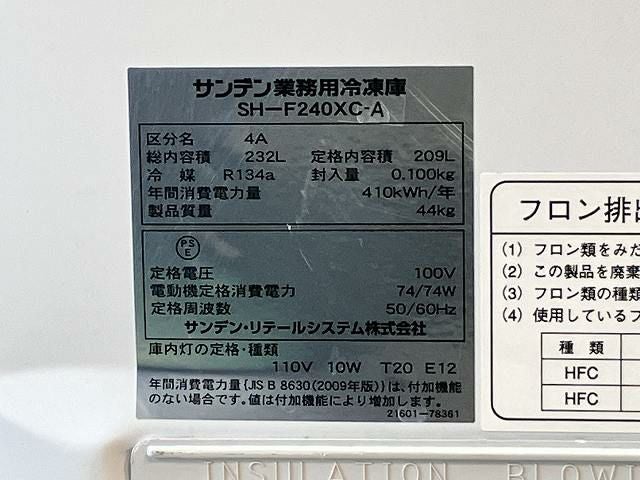 サンデン業務用冷凍庫
SH-F240XC-A
区分名 4A
総内容積 232L 定格内容積 209L
冷 媒 R134a 封入量 0.100kg
年間消費電力量 410kWh/年
製品質量 44kg
PS
E
定格電圧 100V
電動機定格消費電力 74/74W
定格周波数 50/60Hz
サンデン・リテールシステム株式会社
庫内灯の定格・種類
110V 10W T20 E12
年間消費電力量{JIS B 8630(2009年版)}は、付加機能
のない場合です。値は付加機能により増加します。
21601-78361
フロン排出
(1) フロン類をみだ
(2) この製品を廃棄
(3) フロン類の種類
(4) 使用しているフ
種 類
HFC
HFC
INSULATION BLOWI